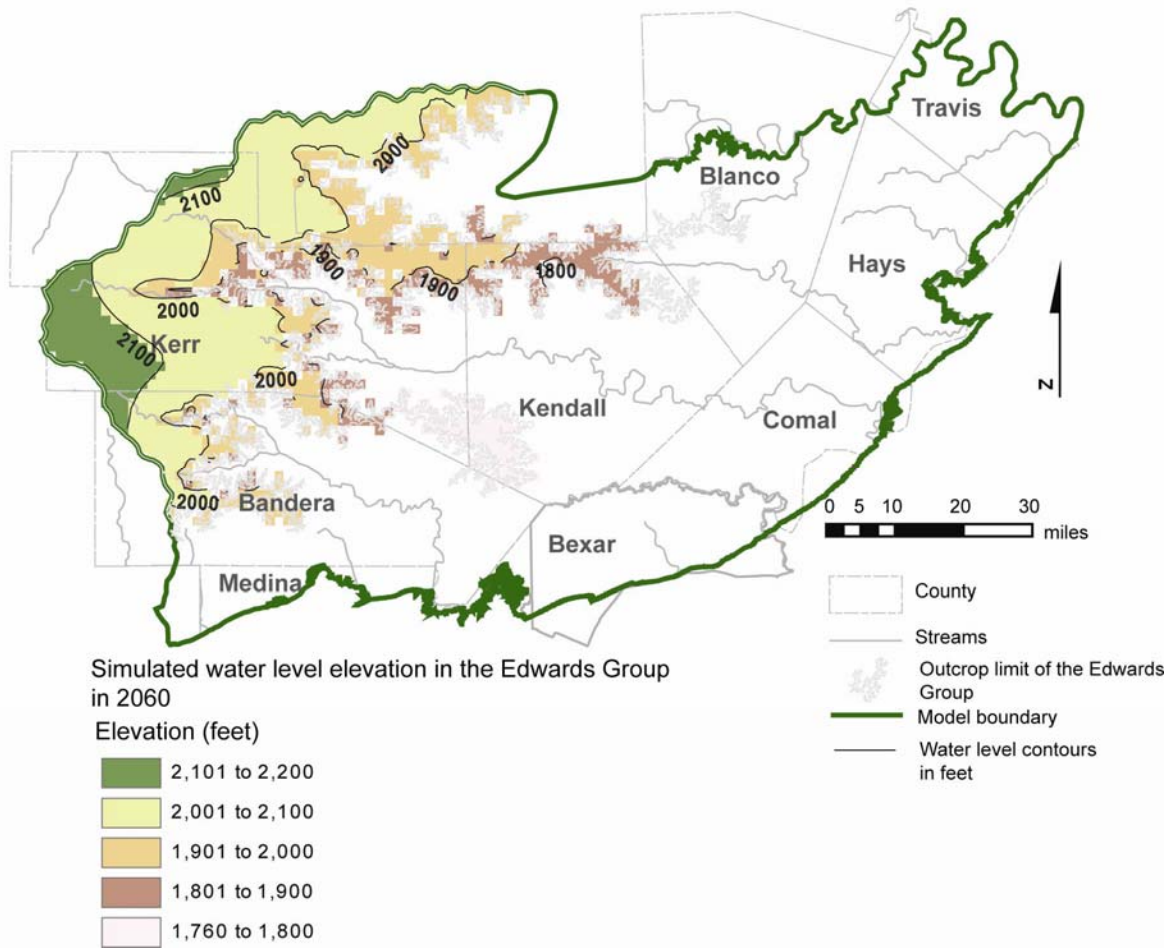 Travis
Blanco
2000
2100
Hays
1900
1900
1800
2000
2100
Kerr
2000
Kendall
Comal
2000
Bandera
Bexar
Medina
N
0 5 10 20 30
miles
County
Streams
Outcrop limit of the Edwards
Group
Model boundary
Water level contours
in feet
Simulated water level elevation in the Edwards Group
in 2060
Elevation (feet)
2,101 to 2,200
2,001 to 2,100
1,901 to 2,000
1,801 to 1,900
1,760 to 1,800